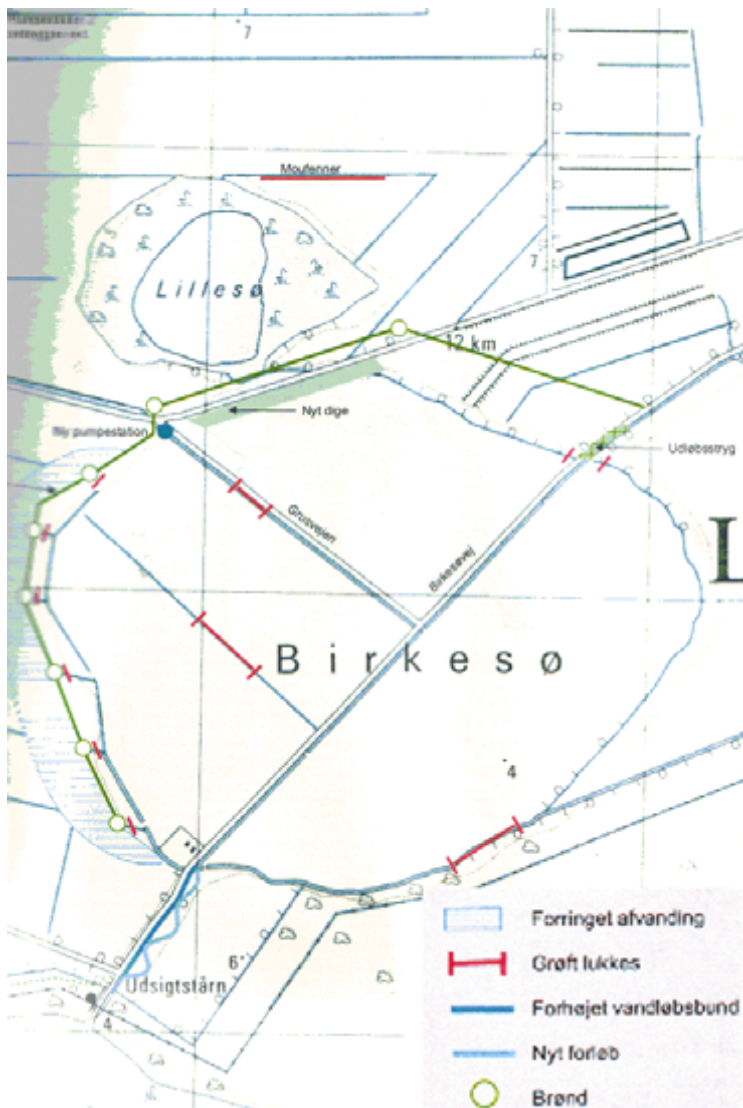 7
Moufenner
Lillesø
7
12 km
Nyt dige
Ny pumpestation
Udløbsstryg
Grusvejen
Birkesøvej
L
Birkesø
4
6
Udsigtstårn
4
Forringet afvanding
Grøft lukkes
Forhøjet vandløbsbund
Nyt forløb
Brønd